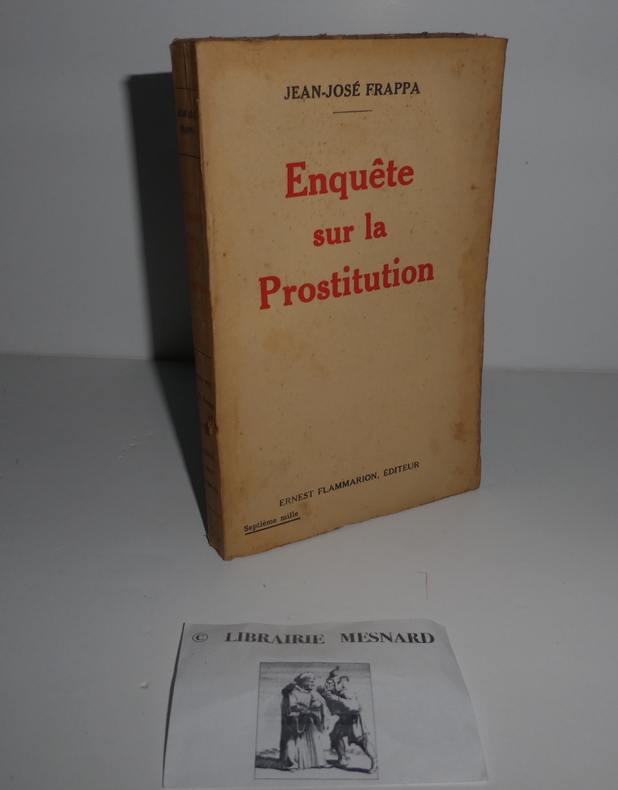 JEAN-JOSÉ FRAPPA
Enquête
sur la
Prostitution
ERNEST FLAMMARION, ÉDITEUR
Septième mille
© LIBRAIRIE MESNARD